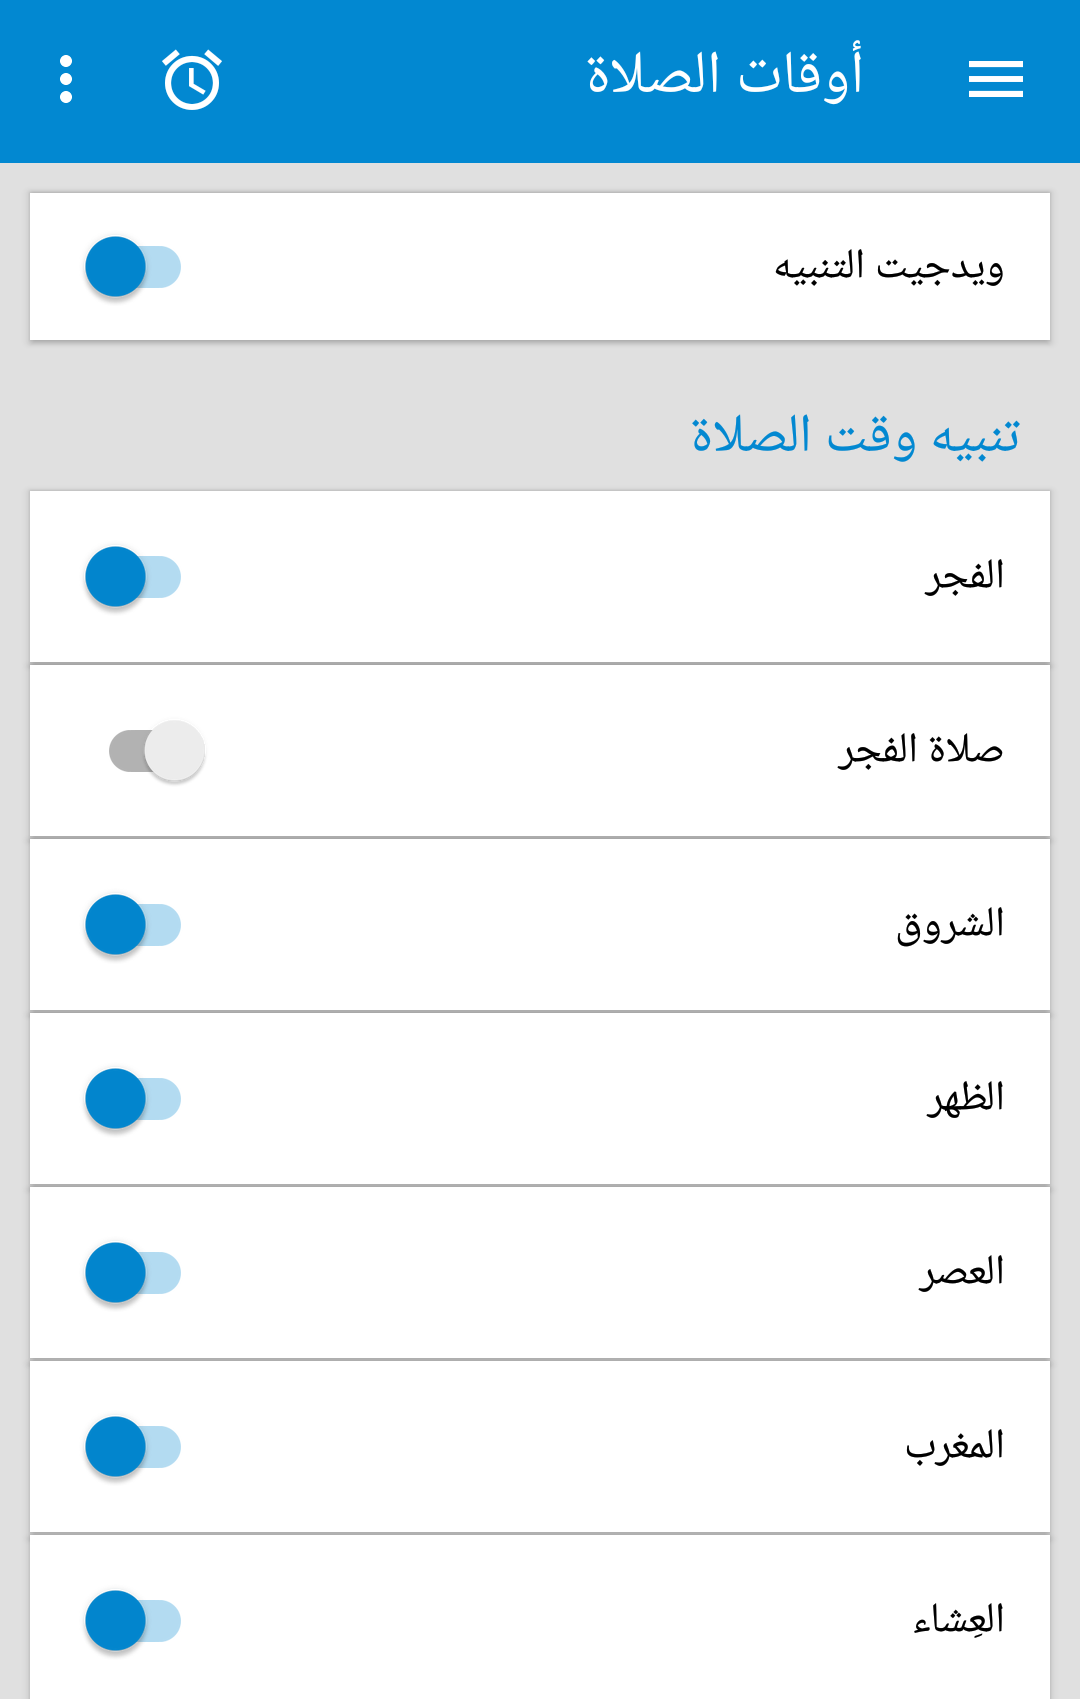 أوقات الصلاة
ويدجيت التنبيه
تنبيه وقت الصلاة
الفجر
صلاة الفجر
الشروق
الظهر
العصر
المغرب
العِشاء